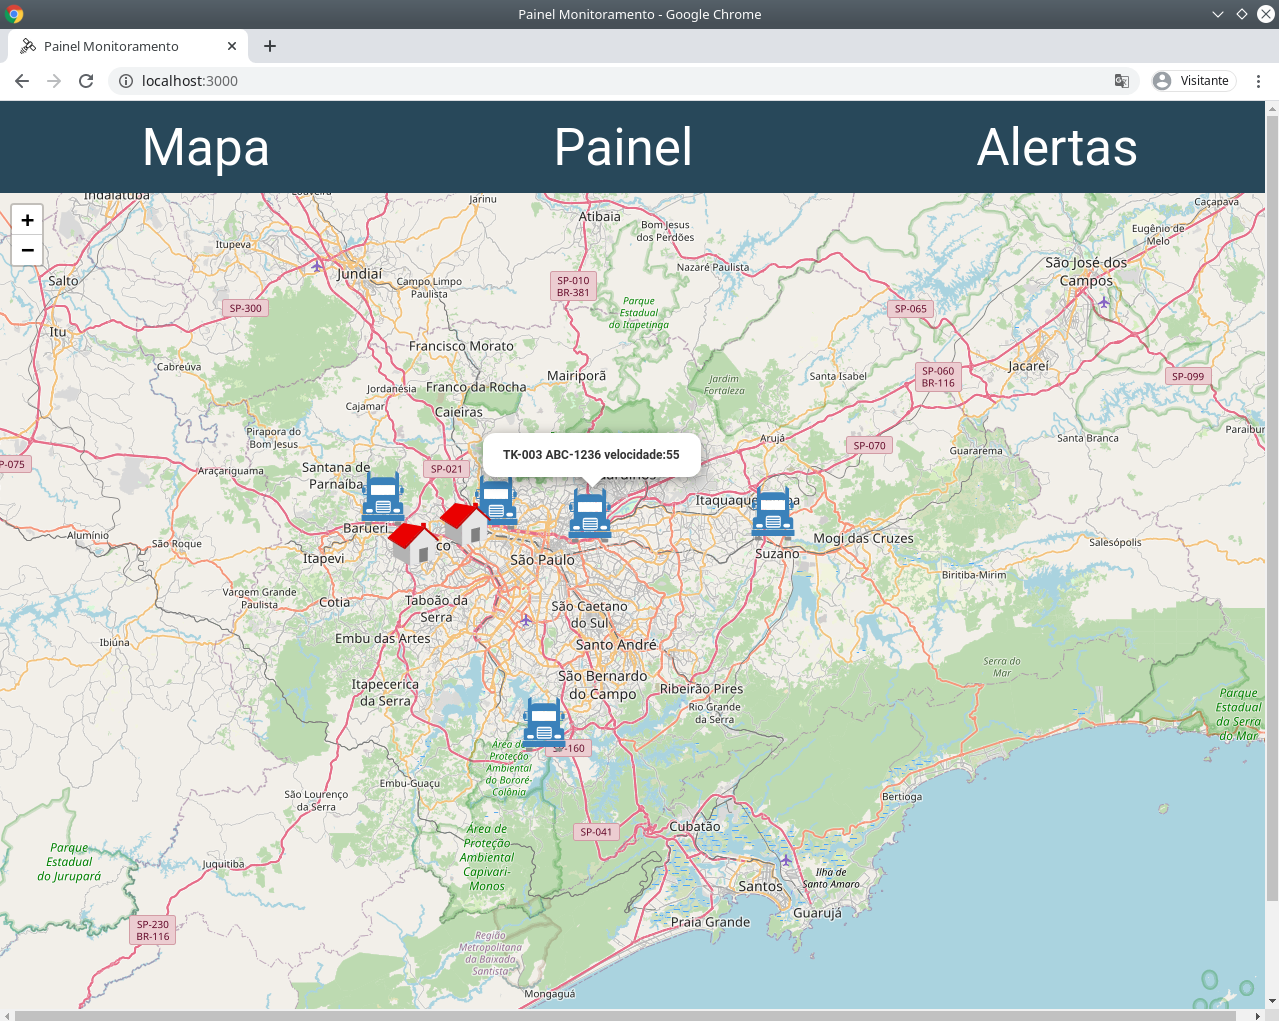 Painel Monitoramento - Google Chrome
Painel Monitoramento
localhost:3000
Visitante
Mapa Painel Alertas
+
−
Indaiatuba
Louveira
Jarinu
Atibaia
Bom Jesus
dos Perdões
Caçapava
Eugênio de
Melo
Itupeva
Jundiaí
Salto
Campo Limpo
Paulista
Nazaré Paulista
São José dos
Campos
SP-010
BR-381
SP-300
Parque
Estadual
do Itapetinga
SP-065
Itu
Francisco Morato
Cabreúva
Mairiporã
Jordanésia
Franco da Rocha
Jardim
Fortaleza
Santa Isabel
Jacareí
SP-060
BR-116
SP-099
Cajamar
Caieiras
Pirapora do
Bom Jesus
Arujá
SP-070
Santa Branca
Paraibur
Guararema
P-075
Araçariguama
Santana de
Parnaíba
SP-021
TK-003 ABC-1236 velocidade:55
Itaquaque
Barueri
co
São Paulo
Alumínio
São Roque
Itapevi
Suzano
Mogi das Cruzes
Salesópolis
Biritiba-Mirim
Vargem Grande
Paulista
Cotia
Taboão da
Serra
São Caetano
do Sul
Ibiúna
Embu das Artes
Santo André
Serra do
Mar
Itapecerica
da Serra
São Bernardo
do Campo
Ribeirão Pires
Rio Grande
da Serra
Parque
Estadual
da Serra
do Mar
SP-160
Área de
Proteção
Ambiental
do Bororé-
Colônia
Embu-Guaçu
São Lourenço
da Serra
Bertioga
SP-041
Cubatão
Área de
Proteção
Ambiental
Capivari-
Monos
Parque
Estadual
do Jurupará
Juquitiba
Ilha de
Santo Amaro
Santos
Guarujá
Praia Grande
SP-230
BR-116
Região
Metropolitana
da Baixada
Santista
Mongaguá